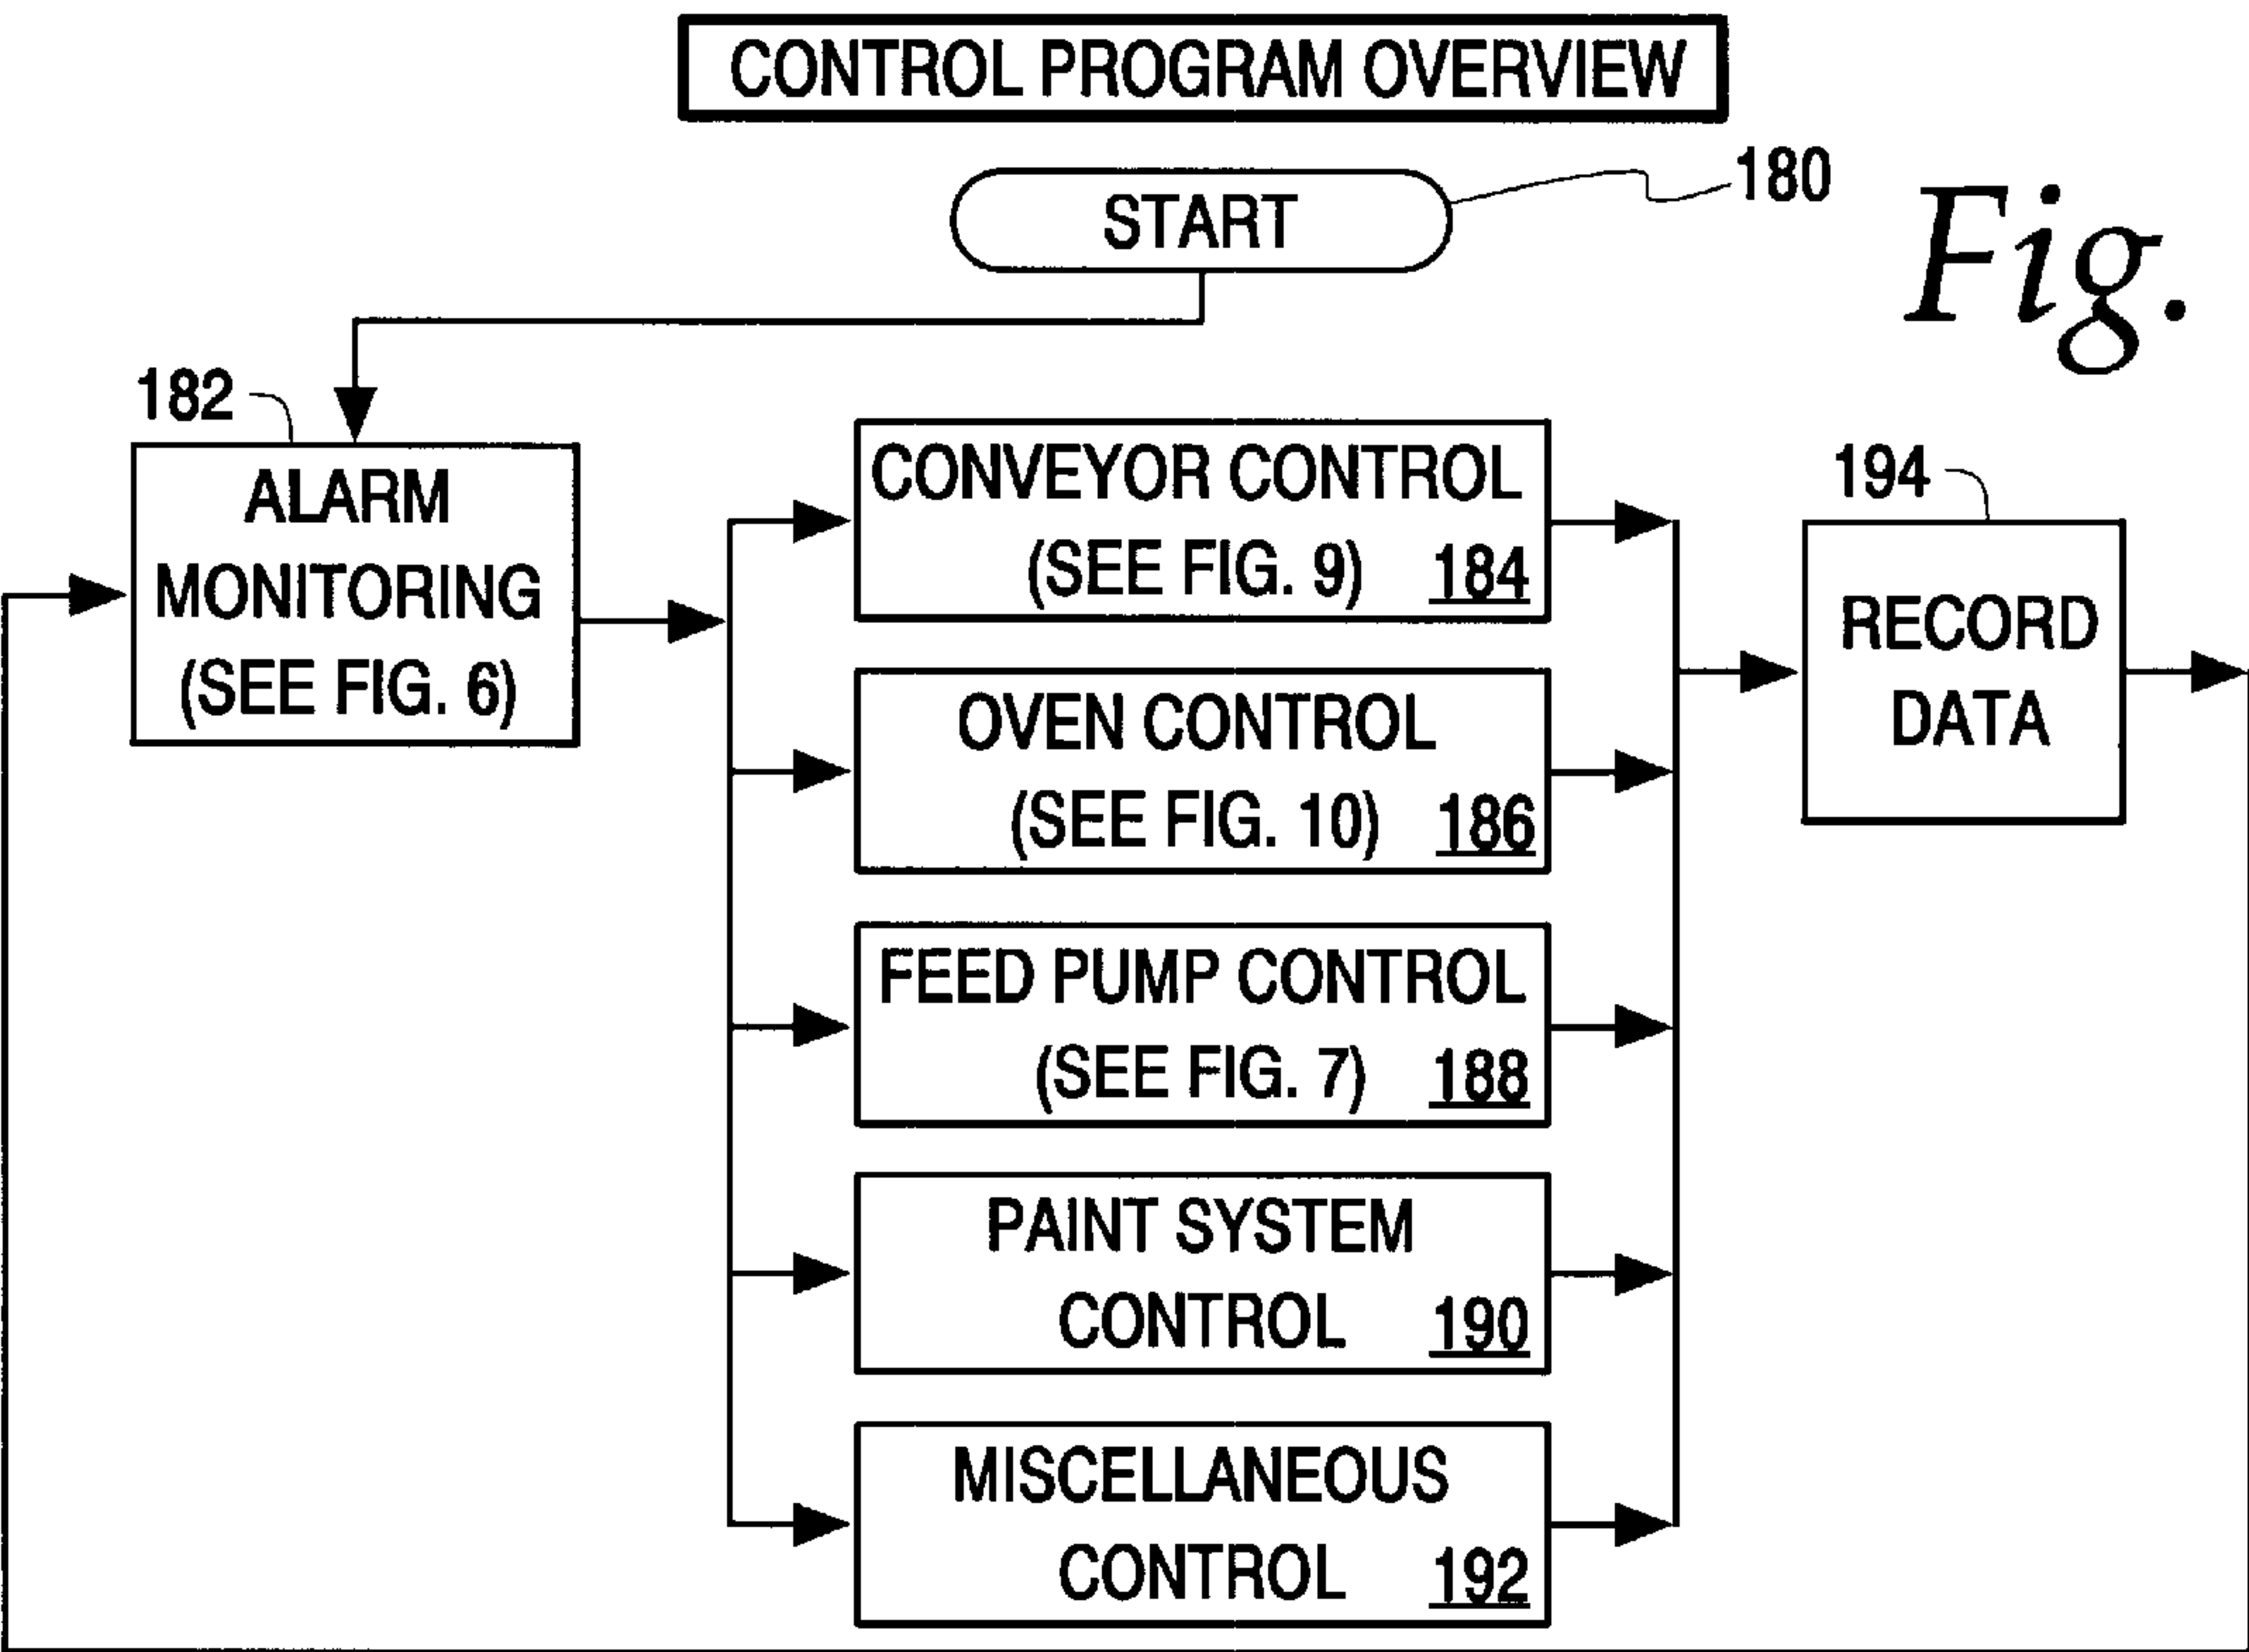 CONTROL PROGRAM OVERVIEW
START
180
Fig.
182
ALARM
MONITORING
(SEE FIG. 6)
CONVEYOR CONTROL
(SEE FIG. 9) 184
OVEN CONTROL
(SEE FIG. 10) 186
FEED PUMP CONTROL
(SEE FIG. 7) 188
PAINT SYSTEM
CONTROL 190
MISCELLANEOUS
CONTROL 192
194
RECORD
DATA